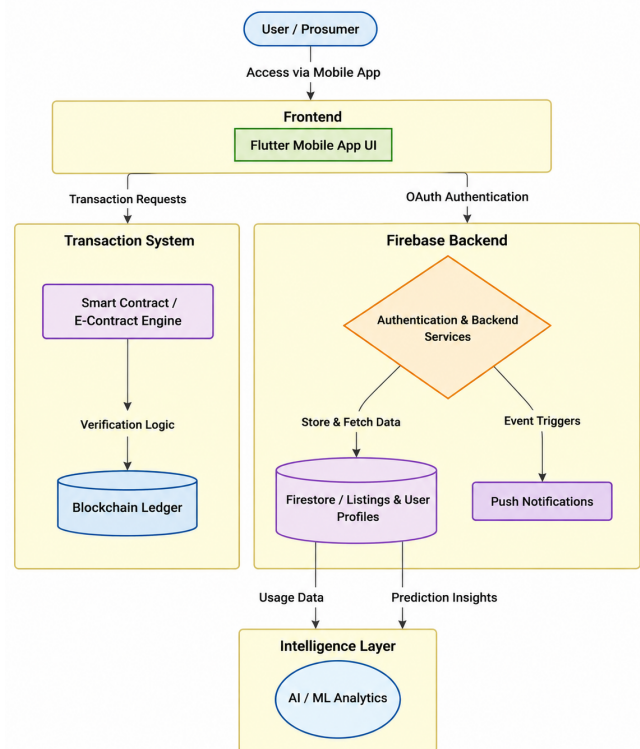 User / Prosumer
Access via Mobile App
Frontend
Flutter Mobile App UI
Transaction Requests
OAuth Authentication
Transaction System
Smart Contract /
E-Contract Engine
Verification Logic
Blockchain Ledger
Firebase Backend
Authentication & Backend
Services
Store & Fetch Data
Event Triggers
Firestore / Listings & User
Profiles
Push Notifications
Usage Data
Prediction Insights
Intelligence Layer
AI / ML Analytics